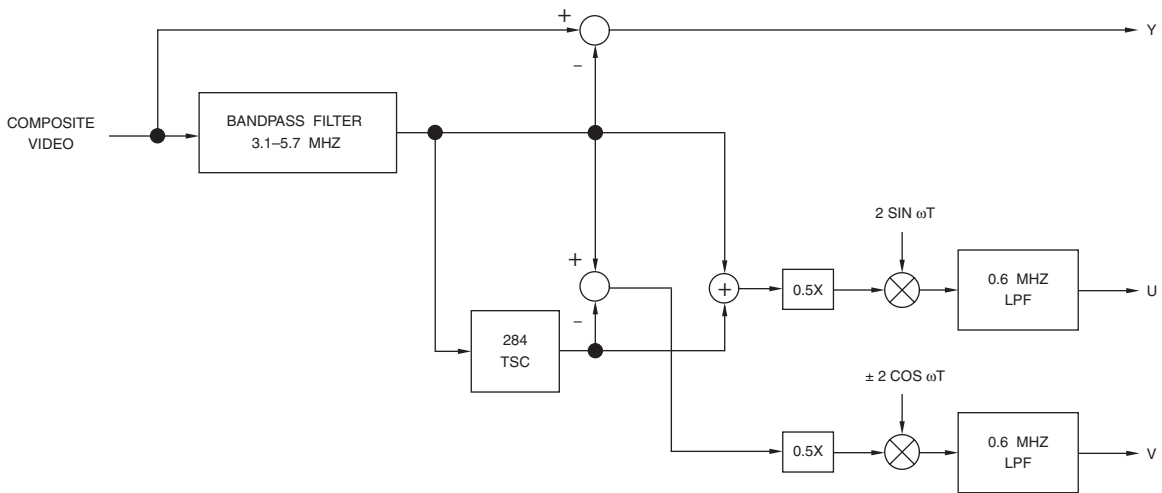 +
Y
–
COMPOSITE
VIDEO
BANDPASS FILTER
3.1–5.7 MHZ
2 SIN ωT
+
+
0.5X
0.6 MHZ
LPF
U
–
284
TSC
± 2 COS ωT
0.5X
0.6 MHZ
LPF
V